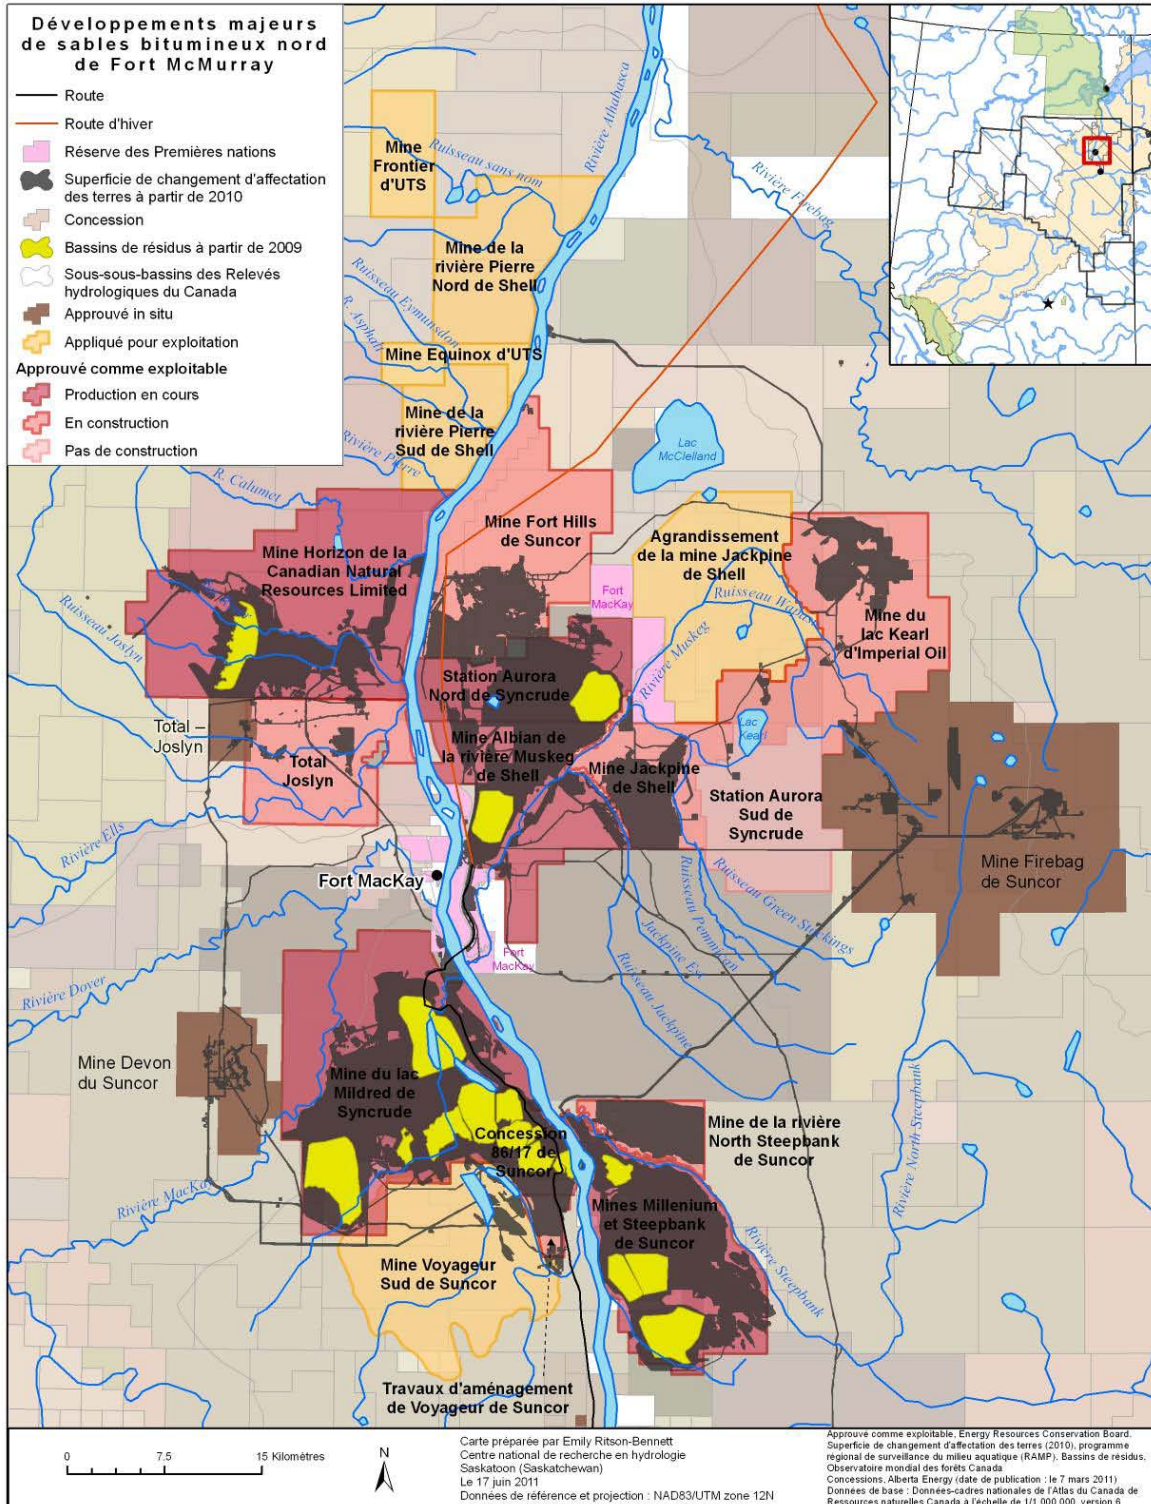 Développements majeurs
de sables bitumineux nord
de Fort McMurray
Route
Route d'hiver
Réserve des Premières nations
Superficie de changement d'affectation
des terres à partir de 2010
Concession
Bassins de résidus à partir de 2009
Sous-sous-bassins des Relevés
hydrologiques du Canada
Approuvé in situ
Appliqué pour exploitation
Approuvé comme exploitable
Production en cours
En construction
Pas de construction
Rivière Athabasca
Mine
Frontier
d'UTS
Ruisseau sans nom
Rivière Firebag
Mine de la
rivière Pierre
Nord de Shell
Ruisseau Eymundson
R. Asphalt
Mine Equinox d'UTS
Mine de la
rivière Pierre
Sud de Shell
Rivière Pierre
R. Calumet
Lac
McClelland
Mine Fort Hills
de Suncor
Agrandissement
de la mine Jackpine
de Shell
Mine Horizon de la
Canadian Natural
Resources Limited
Fort
MacKay
Ruisseau Wapasu
Mine du
lac Kearl
d'Imperial Oil
Ruisseau Joslyn
Rivière Muskeg
Station Aurora
Nord de Syncrude
Lac
Kearl
Total –
Joslyn
Total
Joslyn
Mine Albian de
la rivière Muskeg
de Shell
Mine Jackpine
de Shell
Station Aurora
Sud de
Syncrude
Rivière Ells
Mine Firebag
de Suncor
Fort MacKay
Ruisseau Green Stockings
Ruisseau Pemmican
Jackpine Est
Ruisseau Jackpine
Fort
MacKay
Rivière Dover
Mine Devon
du Suncor
Mine du lac
Mildred de
Syncrude
Concession
86/17 de
Suncor
Mine de la rivière
North Steepbank
de Suncor
Rivière North Steepbank
Rivière MacKay
Mines Millenium
et Steepbank
de Suncor
Rivière Steepbank
Mine Voyageur
Sud de Suncor
Travaux d'aménagement
de Voyageur de Suncor
0 7.5 15 Kilomètres
N
Carte préparée par Emily Ritson-Bennett
Centre national de recherche en hydrologie
Saskatoon (Saskatchewan)
Le 17 juin 2011
Données de référence et projection : NAD83/UTM zone 12N
Approuvé comme exploitable, Energy Resources Conservation Board.
Superficie de changement d'affectation des terres (2010), programme
régional de surveillance du milieu aquatique (RAMP). Bassins de résidus,
Observatoire mondial des forêts Canada
Concessions, Alberta Energy (date de publication : le 7 mars 2011)
Données de base : Données-cadres nationales de l'Atlas du Canada de
Ressources naturelles Canada à l'échelle de 1/1 000 000, version 6